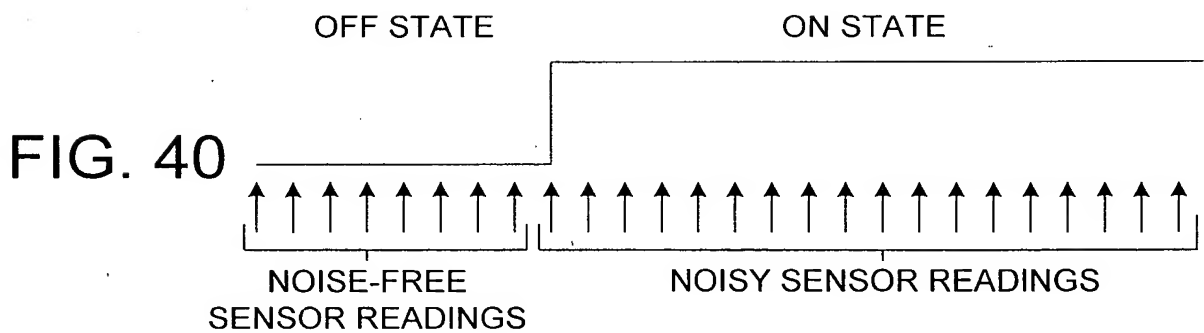 OFF STATE
ON STATE
FIG. 40
NOISE-FREE
SENSOR READINGS
NOISY SENSOR READINGS